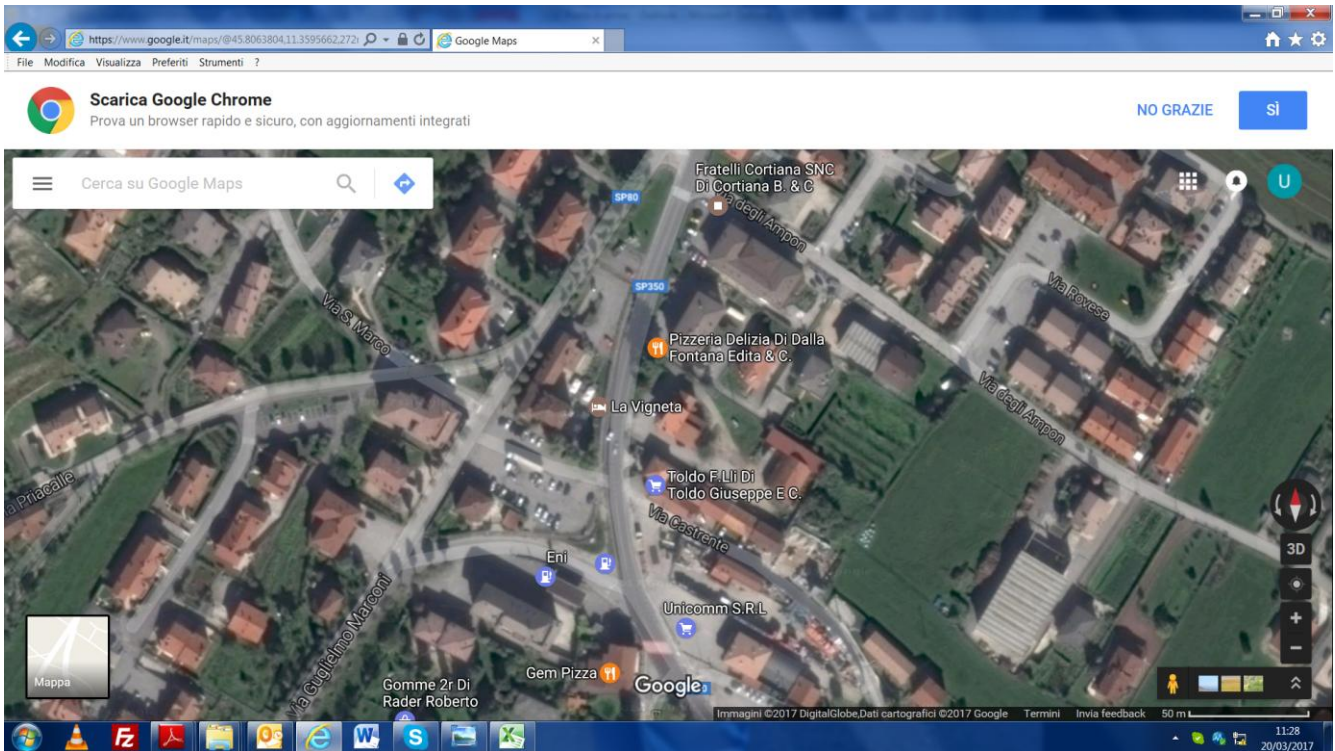 https://www.google.it/maps/@45.8063804,11.3595662,272
Google Maps
File Modifica Visualizza Preferiti Strumenti ?
Scarica Google Chrome
Prova un browser rapido e sicuro, con aggiornamenti integrati
NO GRAZIE
SÌ
Cerca su Google Maps
U
Fratelli Cortiana SNC
Di Cortiana B. & C
SP80
Via degli Ampon
SP350
Via Rovese
Via S. Marco
Pizzeria Delizia Di Dalla
Fontana Edita & C.
Via degli Ampon
La Vigneta
Toldo F.Lli Di
Toldo Giuseppe E C.
Priacalle
Via Castrente
3D
Eni
Unicomm S.R.L
Via Guglielmo Marconi
Gem Pizza
Mappa
Gomme 2r Di
Rader Roberto
Google
Immagini ©2017 DigitalGlobe,Dati cartografici ©2017 Google Termini Invia feedback 50 m
11:28
20/03/2017